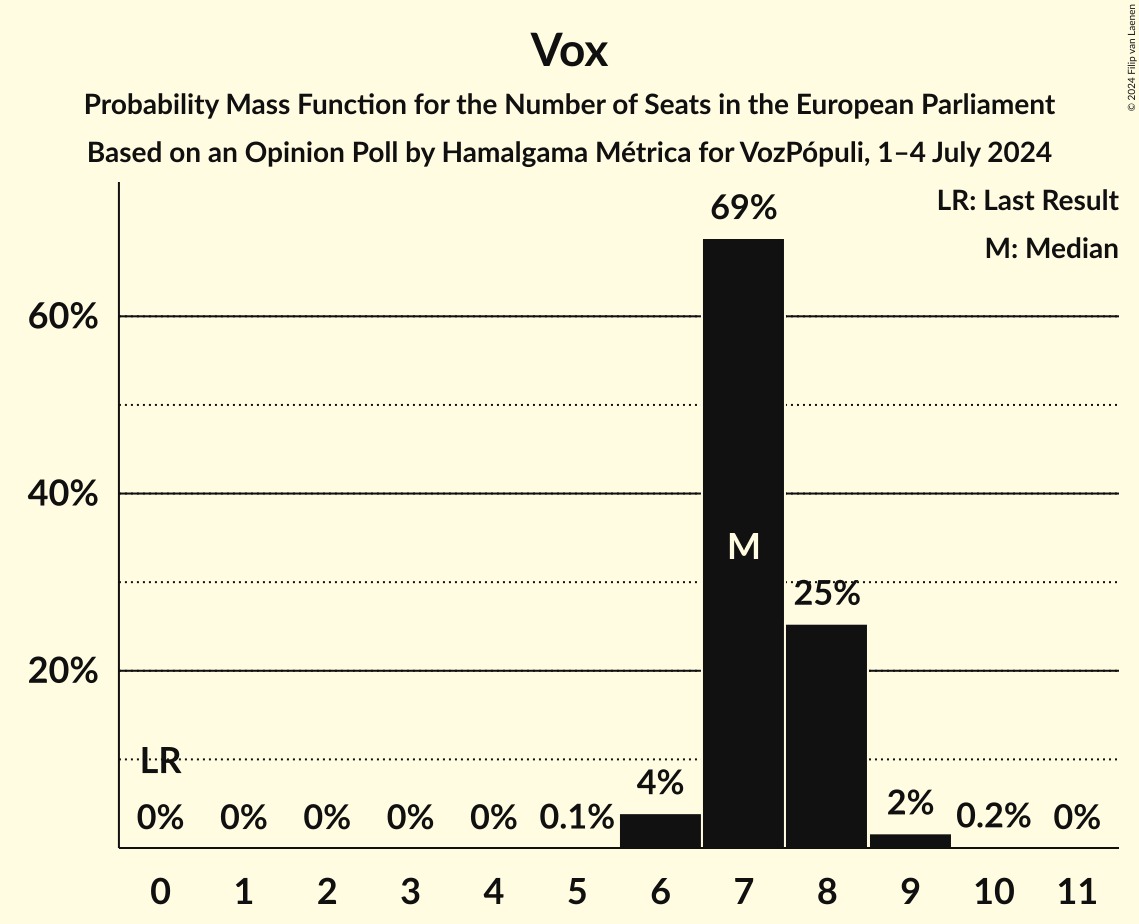 © 2024 Filip van Laenen
Vox
Probability Mass Function for the Number of Seats in the European Parliament
Based on an Opinion Poll by Hamalgama Métrica for VozPópuli, 1–4 July 2024
LR: Last Result
M: Median
69%
60%
40%
M
25%
20%
LR
4%
2%
0% 0% 0% 0% 0% 0.1% 0.2% 0%
0 1 2 3 4 5 6 7 8 9 10 11